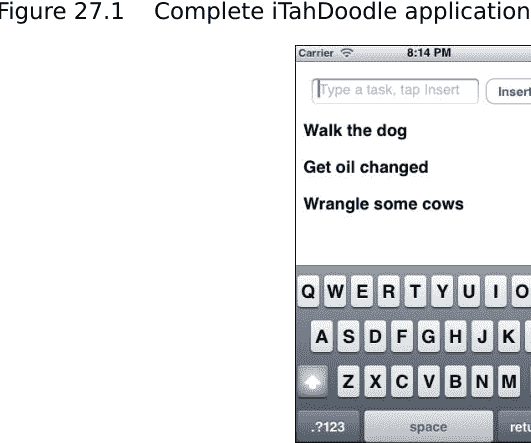 Figure 27.1 Complete iTahDoodle application
Carrier 8:14 PM
Type a task, tap Insert Insert
Walk the dog
Get oil changed
Wrangle some cows
Q W E R T Y U I O
A S D F G H J K
Z X C V B N M
.?123 space